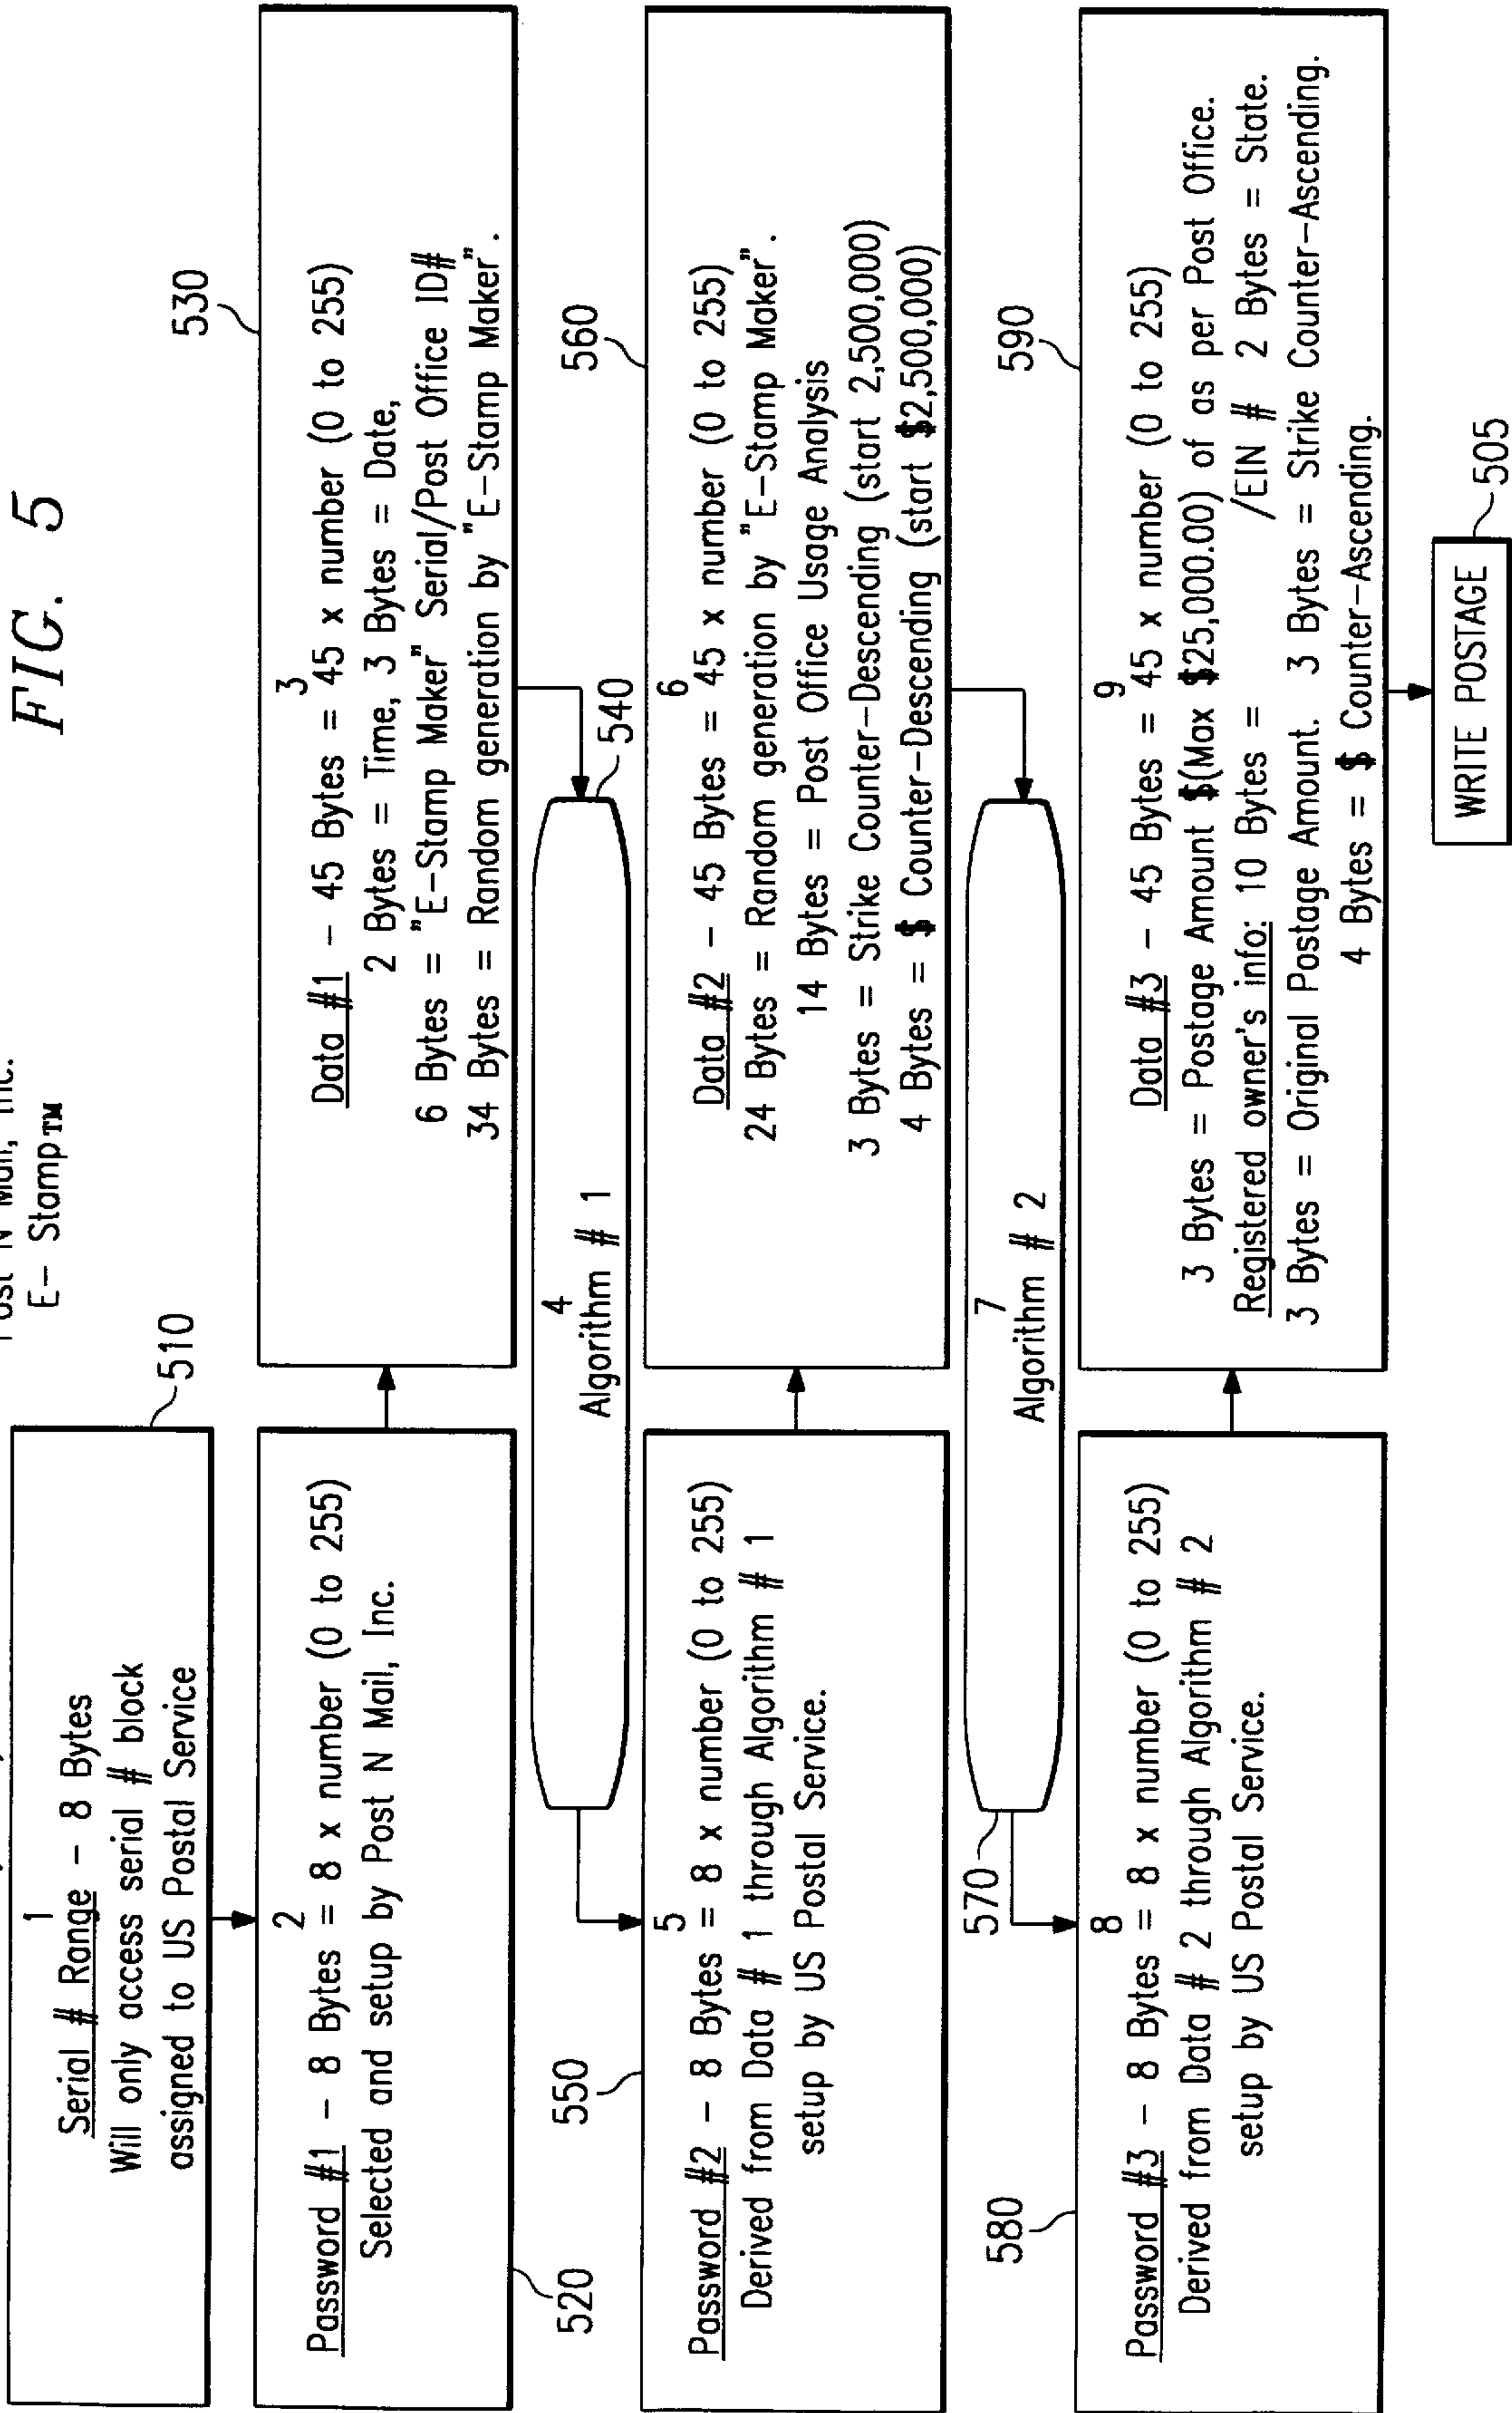 FIG. 5
E- Stamp™
510
1
Serial # Range - 8 Bytes
Will only access serial # block
assigned to US Postal Service
520
2
Password #1 - 8 Bytes = 8 x number (0 to 255)
Selected and setup by Post N Mail, Inc.
530
3
Data #1 - 45 Bytes = 45 x number (0 to 255)
2 Bytes = Time, 3 Bytes = Date,
6 Bytes = "E-Stamp Maker" Serial/Post Office ID#
34 Bytes = Random generation by "E-Stamp Maker".
540
4
Algorithm # 1
550
5
Password #2 - 8 Bytes = 8 x number (0 to 255)
Derived from Data # 1 through Algorithm # 1
setup by US Postal Service.
560
6
Data #2 - 45 Bytes = 45 x number (0 to 255)
24 Bytes = Random generation by "E-Stamp Maker".
14 Bytes = Post Office Usage Analysis
3 Bytes = Strike Counter-Descending (start 2,500,000)
4 Bytes = $ Counter-Descending (start $2,500,000)
570
7
Algorithm # 2
580
8
Password #3 - 8 Bytes = 8 x number (0 to 255)
Derived from Data # 2 through Algorithm # 2
setup by US Postal Service.
590
9
Data #3 - 45 Bytes = 45 x number (0 to 255)
3 Bytes = Postage Amount $(Max $25,000.00) of as per Post Office.
Registered owner's info: 10 Bytes = /EIN # 2 Bytes = State.
3 Bytes = Original Postage Amount. 3 Bytes = Strike Counter-Ascending.
4 Bytes = $ Counter-Ascending.
WRITE POSTAGE
505